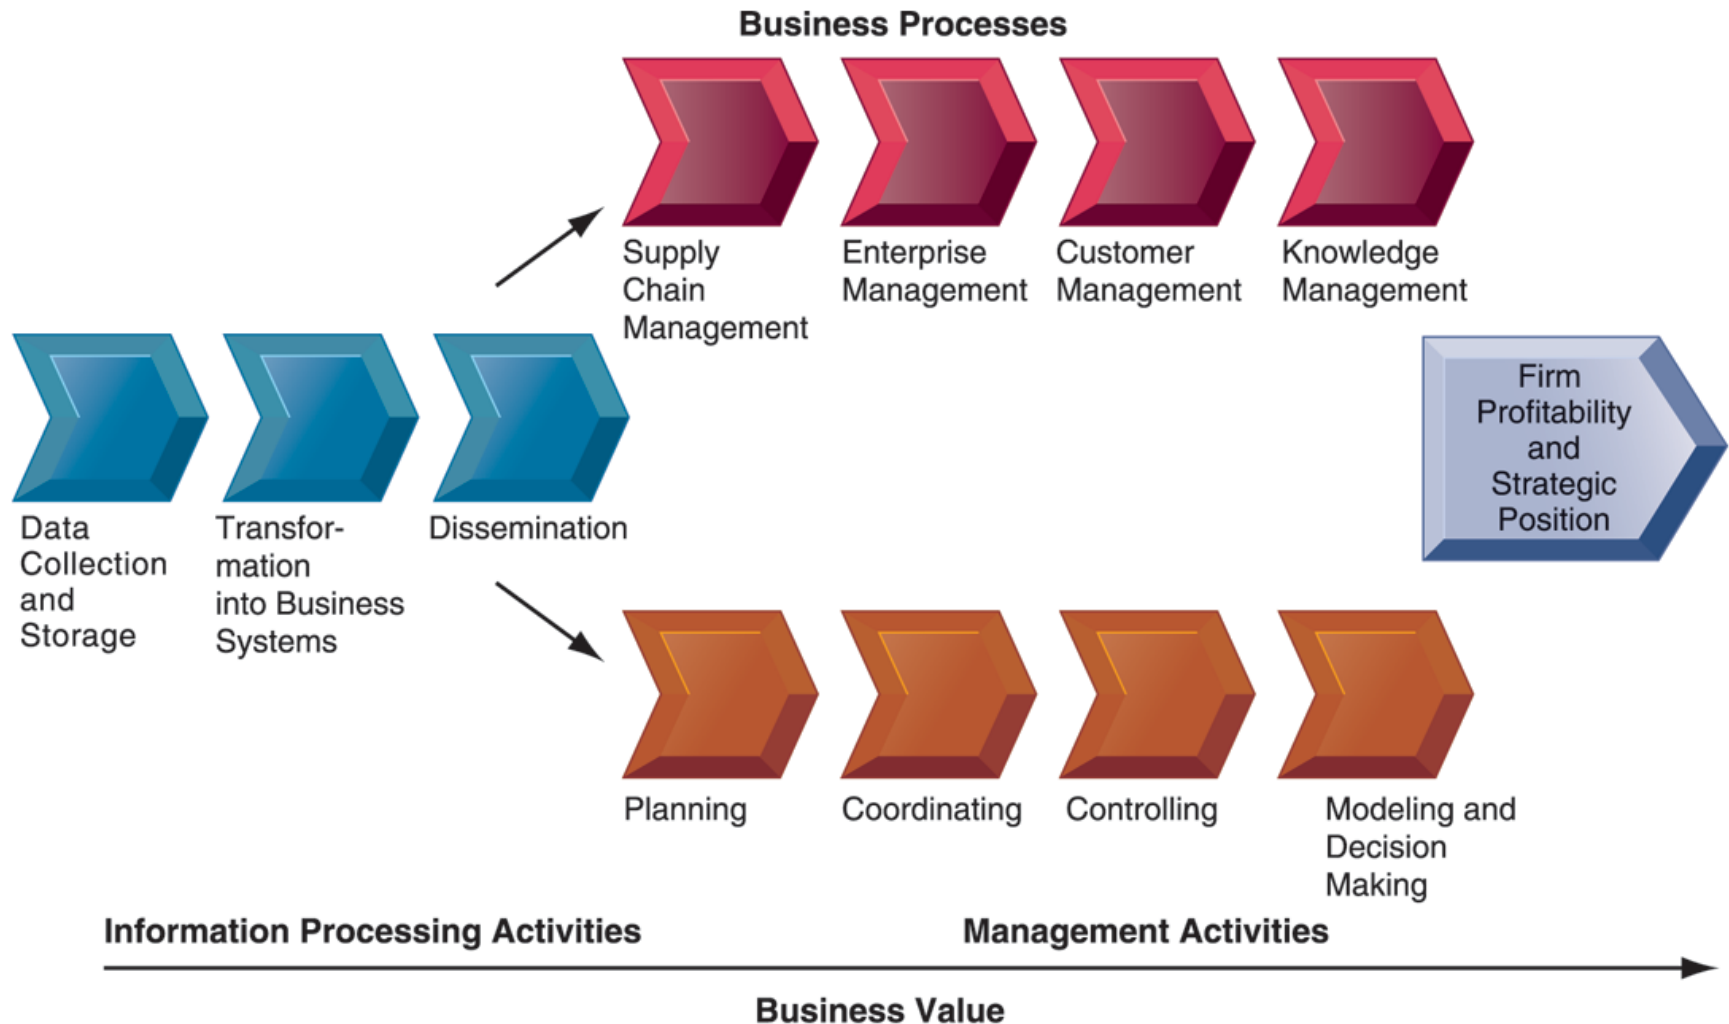 Business Processes
Supply
Chain
Management
Enterprise
Management
Customer
Management
Knowledge
Management
Data
Collection
and
Storage
Transfor-
mation
into Business
Systems
Dissemination
Firm
Profitability
and
Strategic
Position
Planning
Coordinating
Controlling
Modeling and
Decision
Making
Information Processing Activities
Management Activities
Business Value